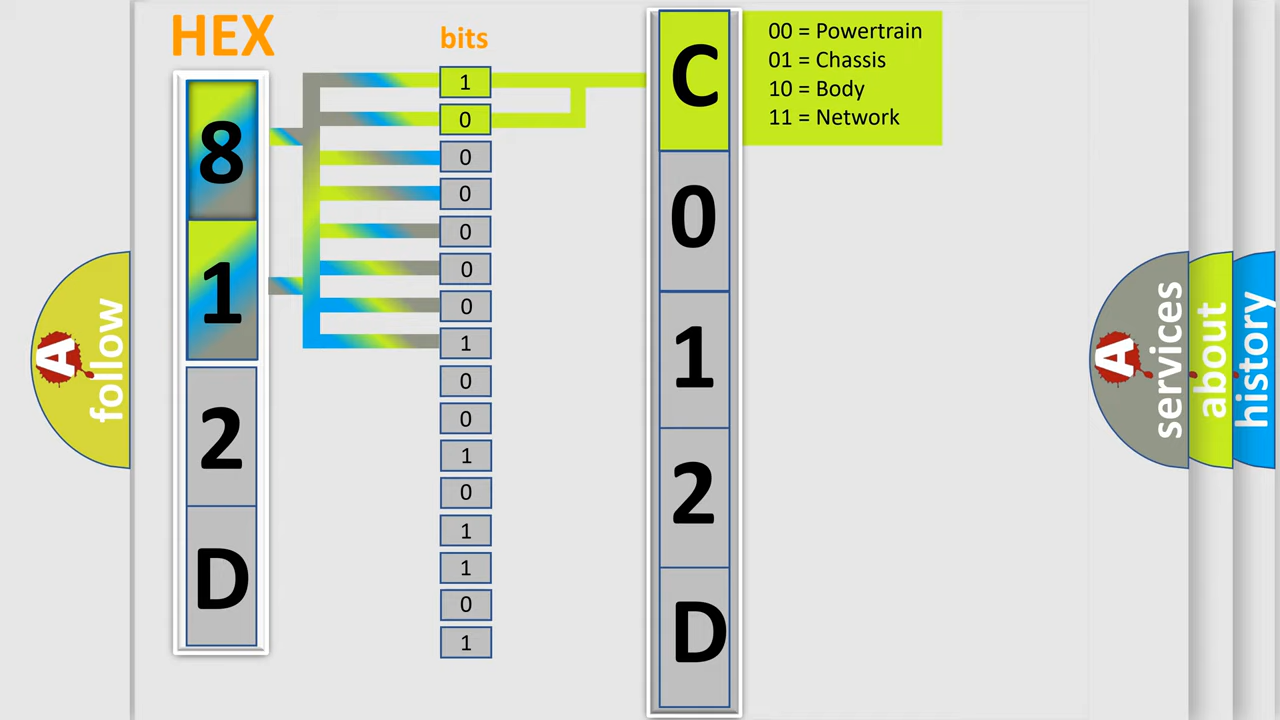 HEX
bits
8
1
2
D
1
0
0
0
0
0
0
1
0
0
1
0
1
1
0
1
C
0
1
2
D
00 = Powertrain
01 = Chassis
10 = Body
11 = Network
A
follow
A
services
about
history